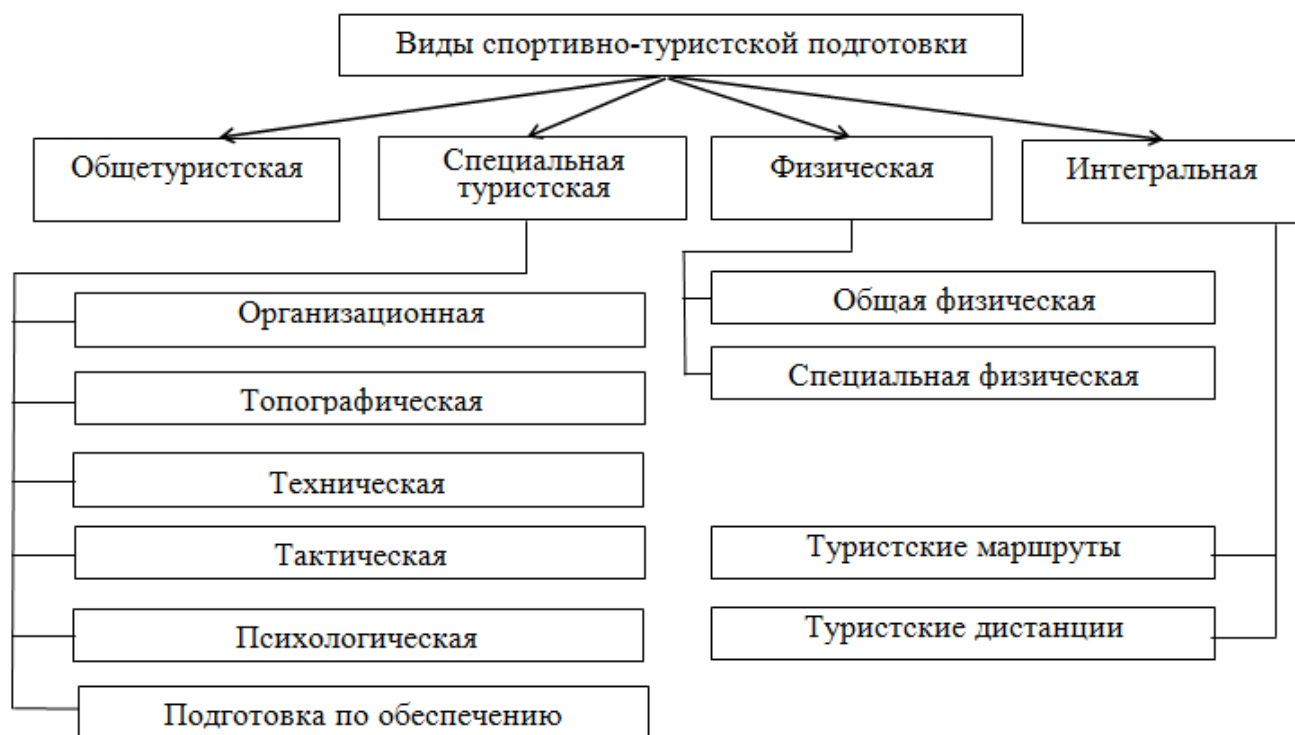 Виды спортивно-туристской подготовки
Общетуристская
Специальная
туристская
Физическая
Интегральная
Организационная
Топографическая
Техническая
Тактическая
Психологическая
Подготовка по обеспечению
Общая физическая
Специальная физическая
Туристские маршруты
Туристские дистанции